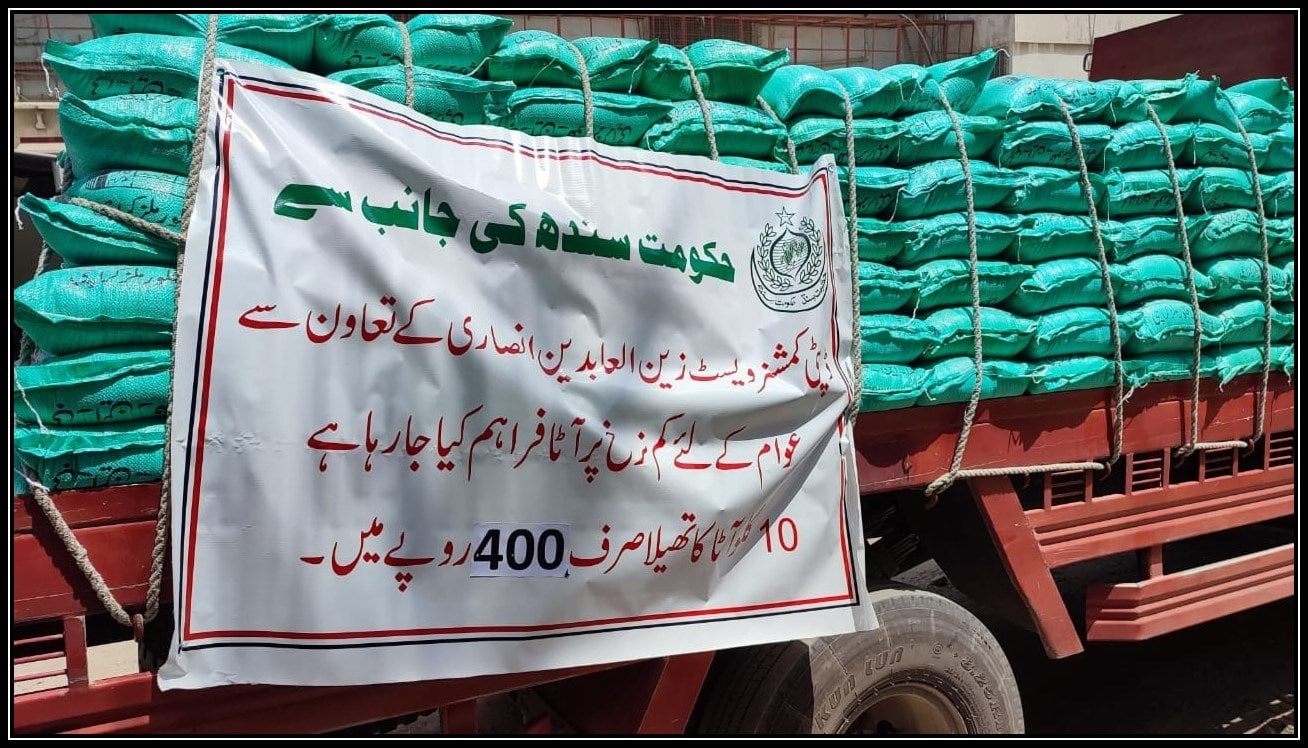 حکومت سندھ کی جانب سے
ڈپٹی کمشنر ویسٹ زین العابدین انصاری کے تعاون سے
عوام کے لئے کم نرخ پر آٹا فراہم کیا جارہا ہے
10 کلو آٹا کا تھیلا صرف 400 روپے میں۔